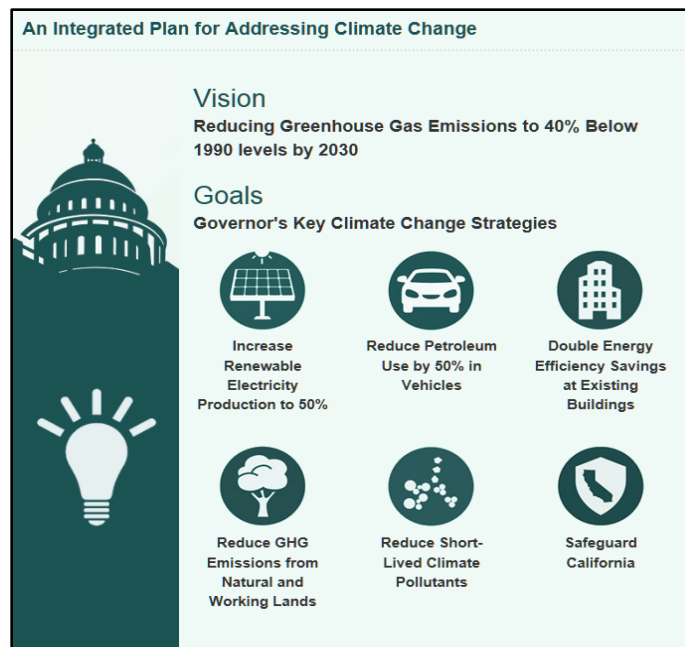 An Integrated Plan for Addressing Climate Change
Vision
Reducing Greenhouse Gas Emissions to 40% Below
1990 levels by 2030
Goals
Governor's Key Climate Change Strategies
Increase
Renewable
Electricity
Production to 50%
Reduce Petroleum
Use by 50% in
Vehicles
Double Energy
Efficiency Savings
at Existing
Buildings
Reduce GHG
Emissions from
Natural and
Working Lands
Reduce Short-
Lived Climate
Pollutants
Safeguard
California